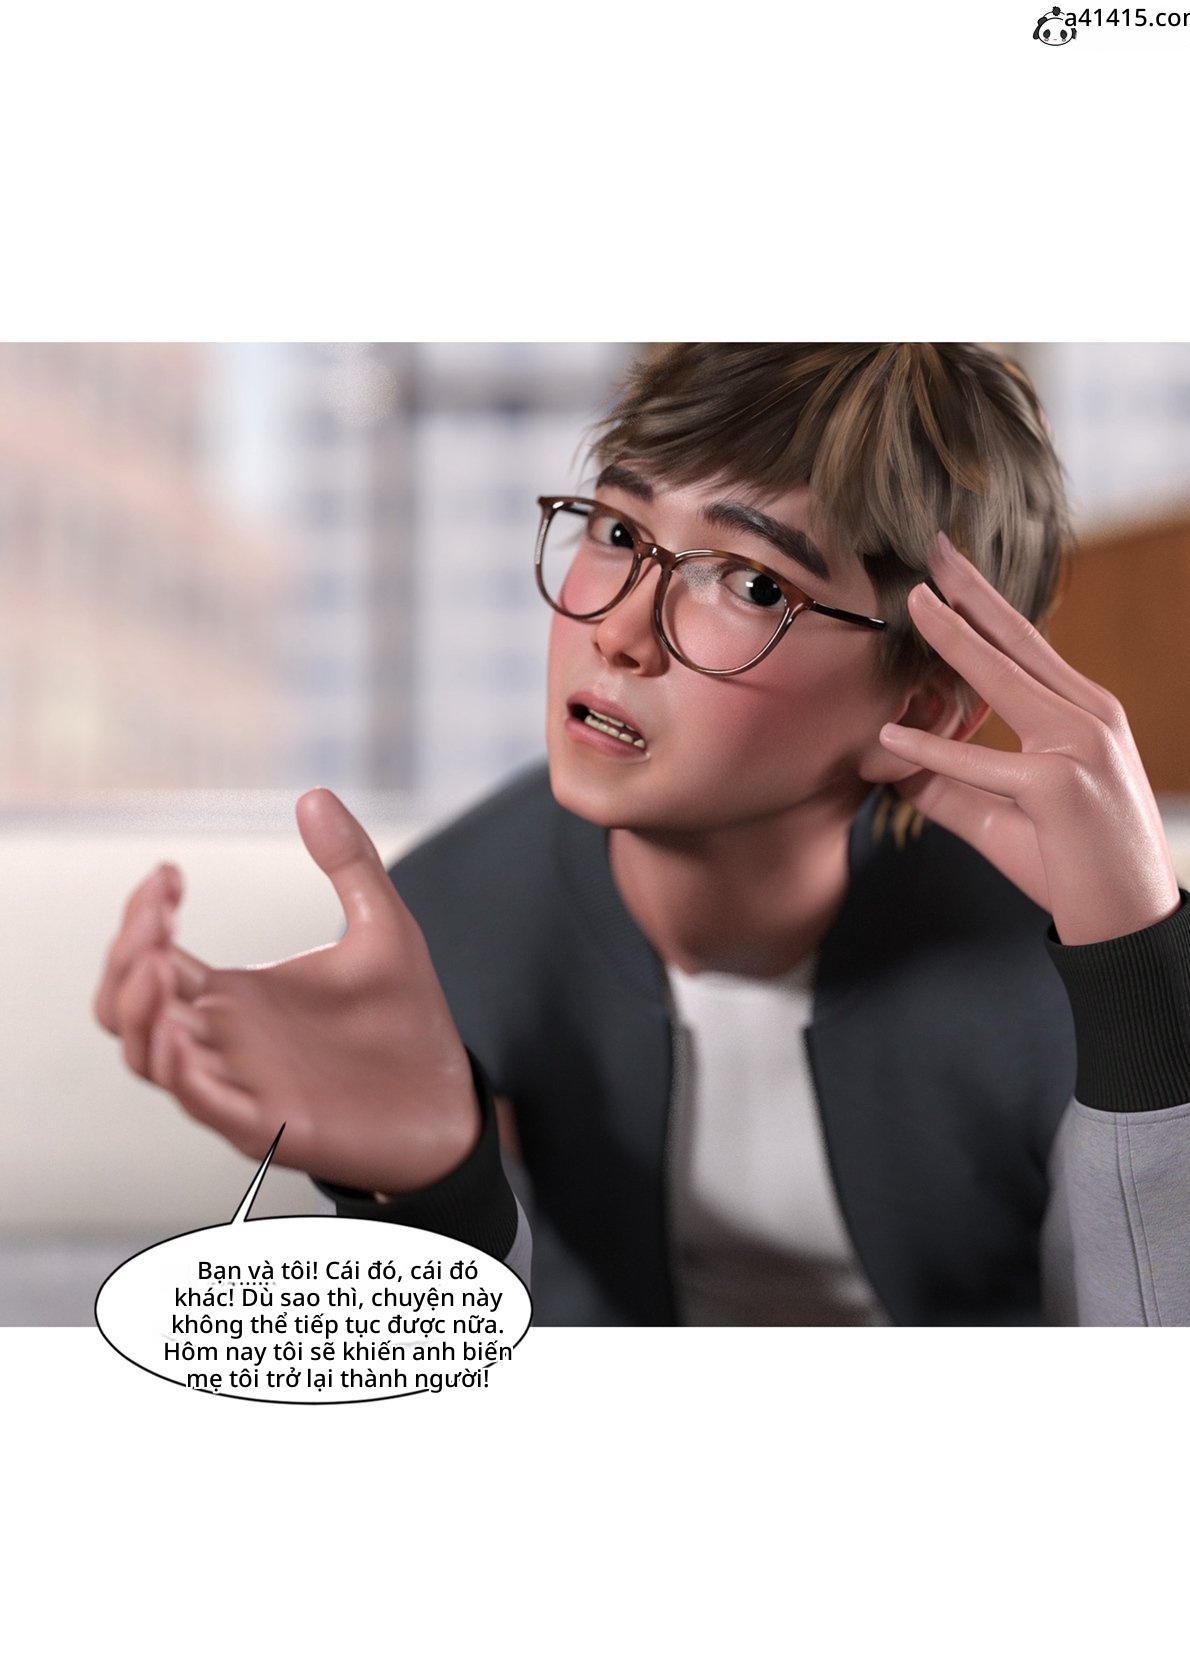 a41415.cor
Bạn và tôi! Cái đó, cái đó
khác! Dù sao thì, chuyện này
không thể tiếp tục được nữa.
Hôm nay tôi sẽ khiến anh biến
mẹ tôi trở lại thành người!